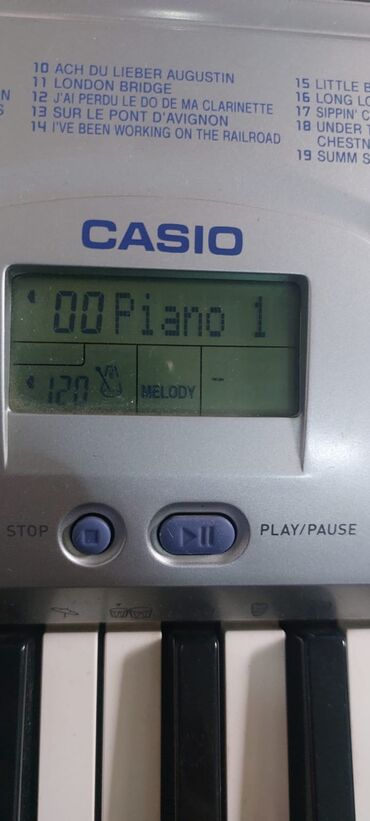 10 ACH DU LIEBER AUGUSTIN
11 LONDON BRIDGE
12 J'AI PERDU LE DO DE MA CLARINETTE
13 SUR LE PONT D'AVIGNON
14 I'VE BEEN WORKING ON THE RAILROAD
15 LITTLE B
16 LONG LO
17 SIPPIN' C
18 UNDER T
CHESTN
19 SUMM S
CASIO
00 Piano 1
120 MELODY -
STOP
PLAY/PAUSE